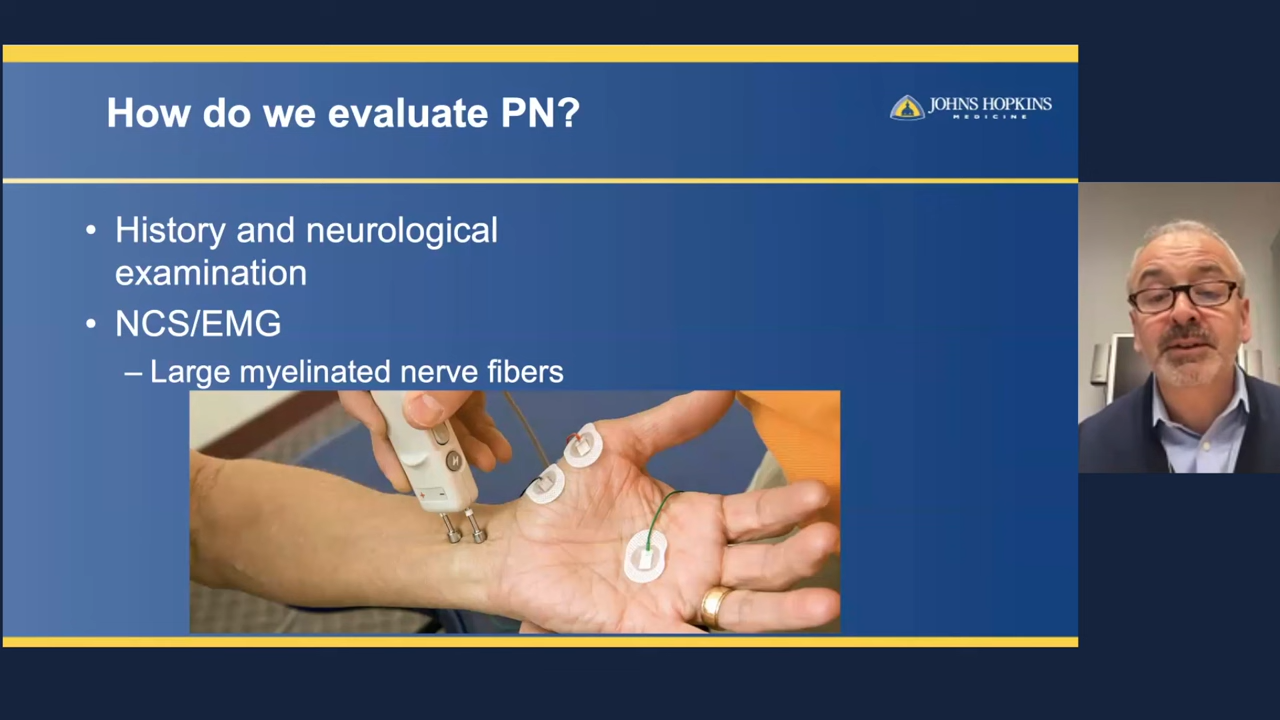 How do we evaluate PN?
JOHNS HOPKINS
MEDICINE
• History and neurological
examination
• NCS/EMG
– Large myelinated nerve fibers